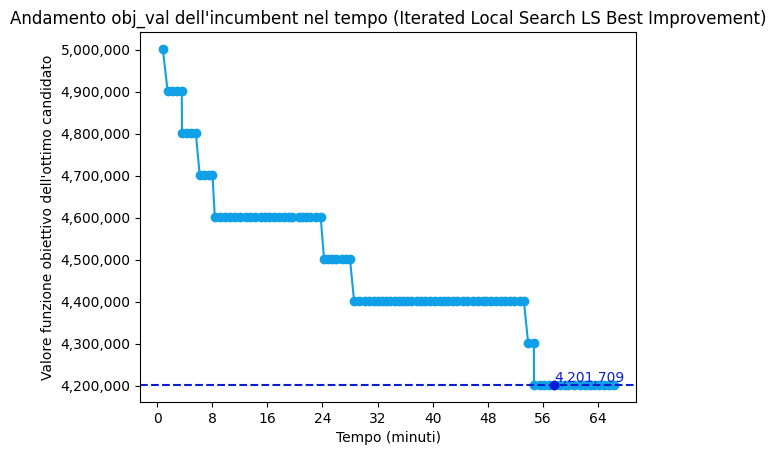 Andamento obj_val dell'incumbent nel tempo (Iterated Local Search LS Best Improvement)
Valore funzione obiettivo dell'ottimo candidato
5,000,000
4,900,000
4,800,000
4,700,000
4,600,000
4,500,000
4,400,000
4,300,000
4,200,000
4,201,709
0 8 16 24 32 40 48 56 64
Tempo (minuti)